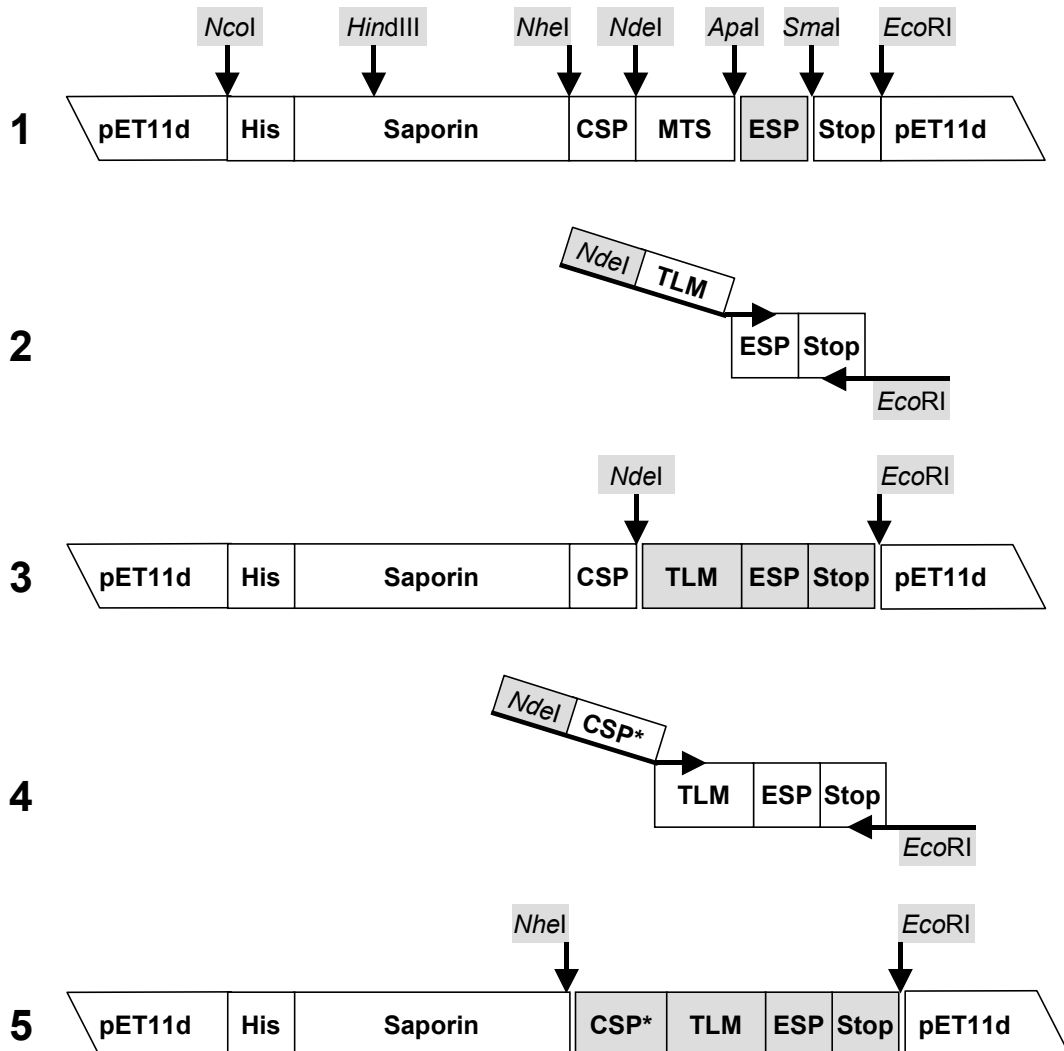 NcoI HindIII NheI NdeI ApaI SmaI EcoRI
1 pET11d His Saporin CSP MTS ESP Stop pET11d
NdeI TLM
2 ESP Stop
EcoRI
NdeI EcoRI
3 pET11d His Saporin CSP TLM ESP Stop pET11d
NdeI CSP*
4 TLM ESP Stop
EcoRI
NheI EcoRI
5 pET11d His Saporin CSP* TLM ESP Stop pET11d